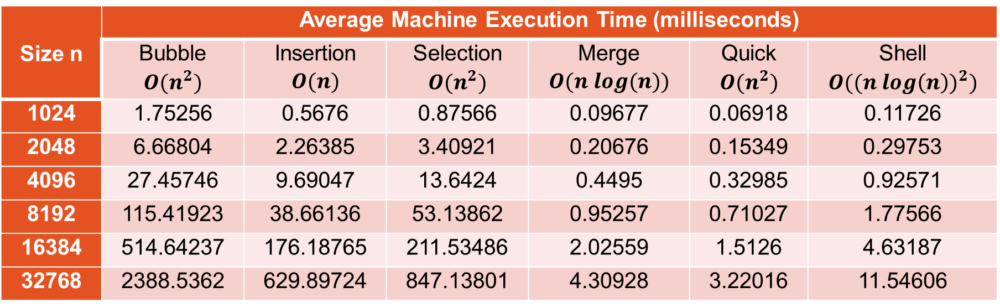 Average Machine Execution Time (milliseconds)
Size n
Bubble Insertion Selection Merge Quick Shell
O(n²) O(n) O(n²) O(n log(n)) O(n²) O((n log(n))²)
1024 1.75256 0.5676 0.87566 0.09677 0.06918 0.11726
2048 6.66804 2.26385 3.40921 0.20676 0.15349 0.29753
4096 27.45746 9.69047 13.6424 0.4495 0.32985 0.92571
8192 115.41923 38.66136 53.13862 0.95257 0.71027 1.77566
16384 514.64237 176.18765 211.53486 2.02559 1.5126 4.63187
32768 2388.5362 629.89724 847.13801 4.30928 3.22016 11.54606